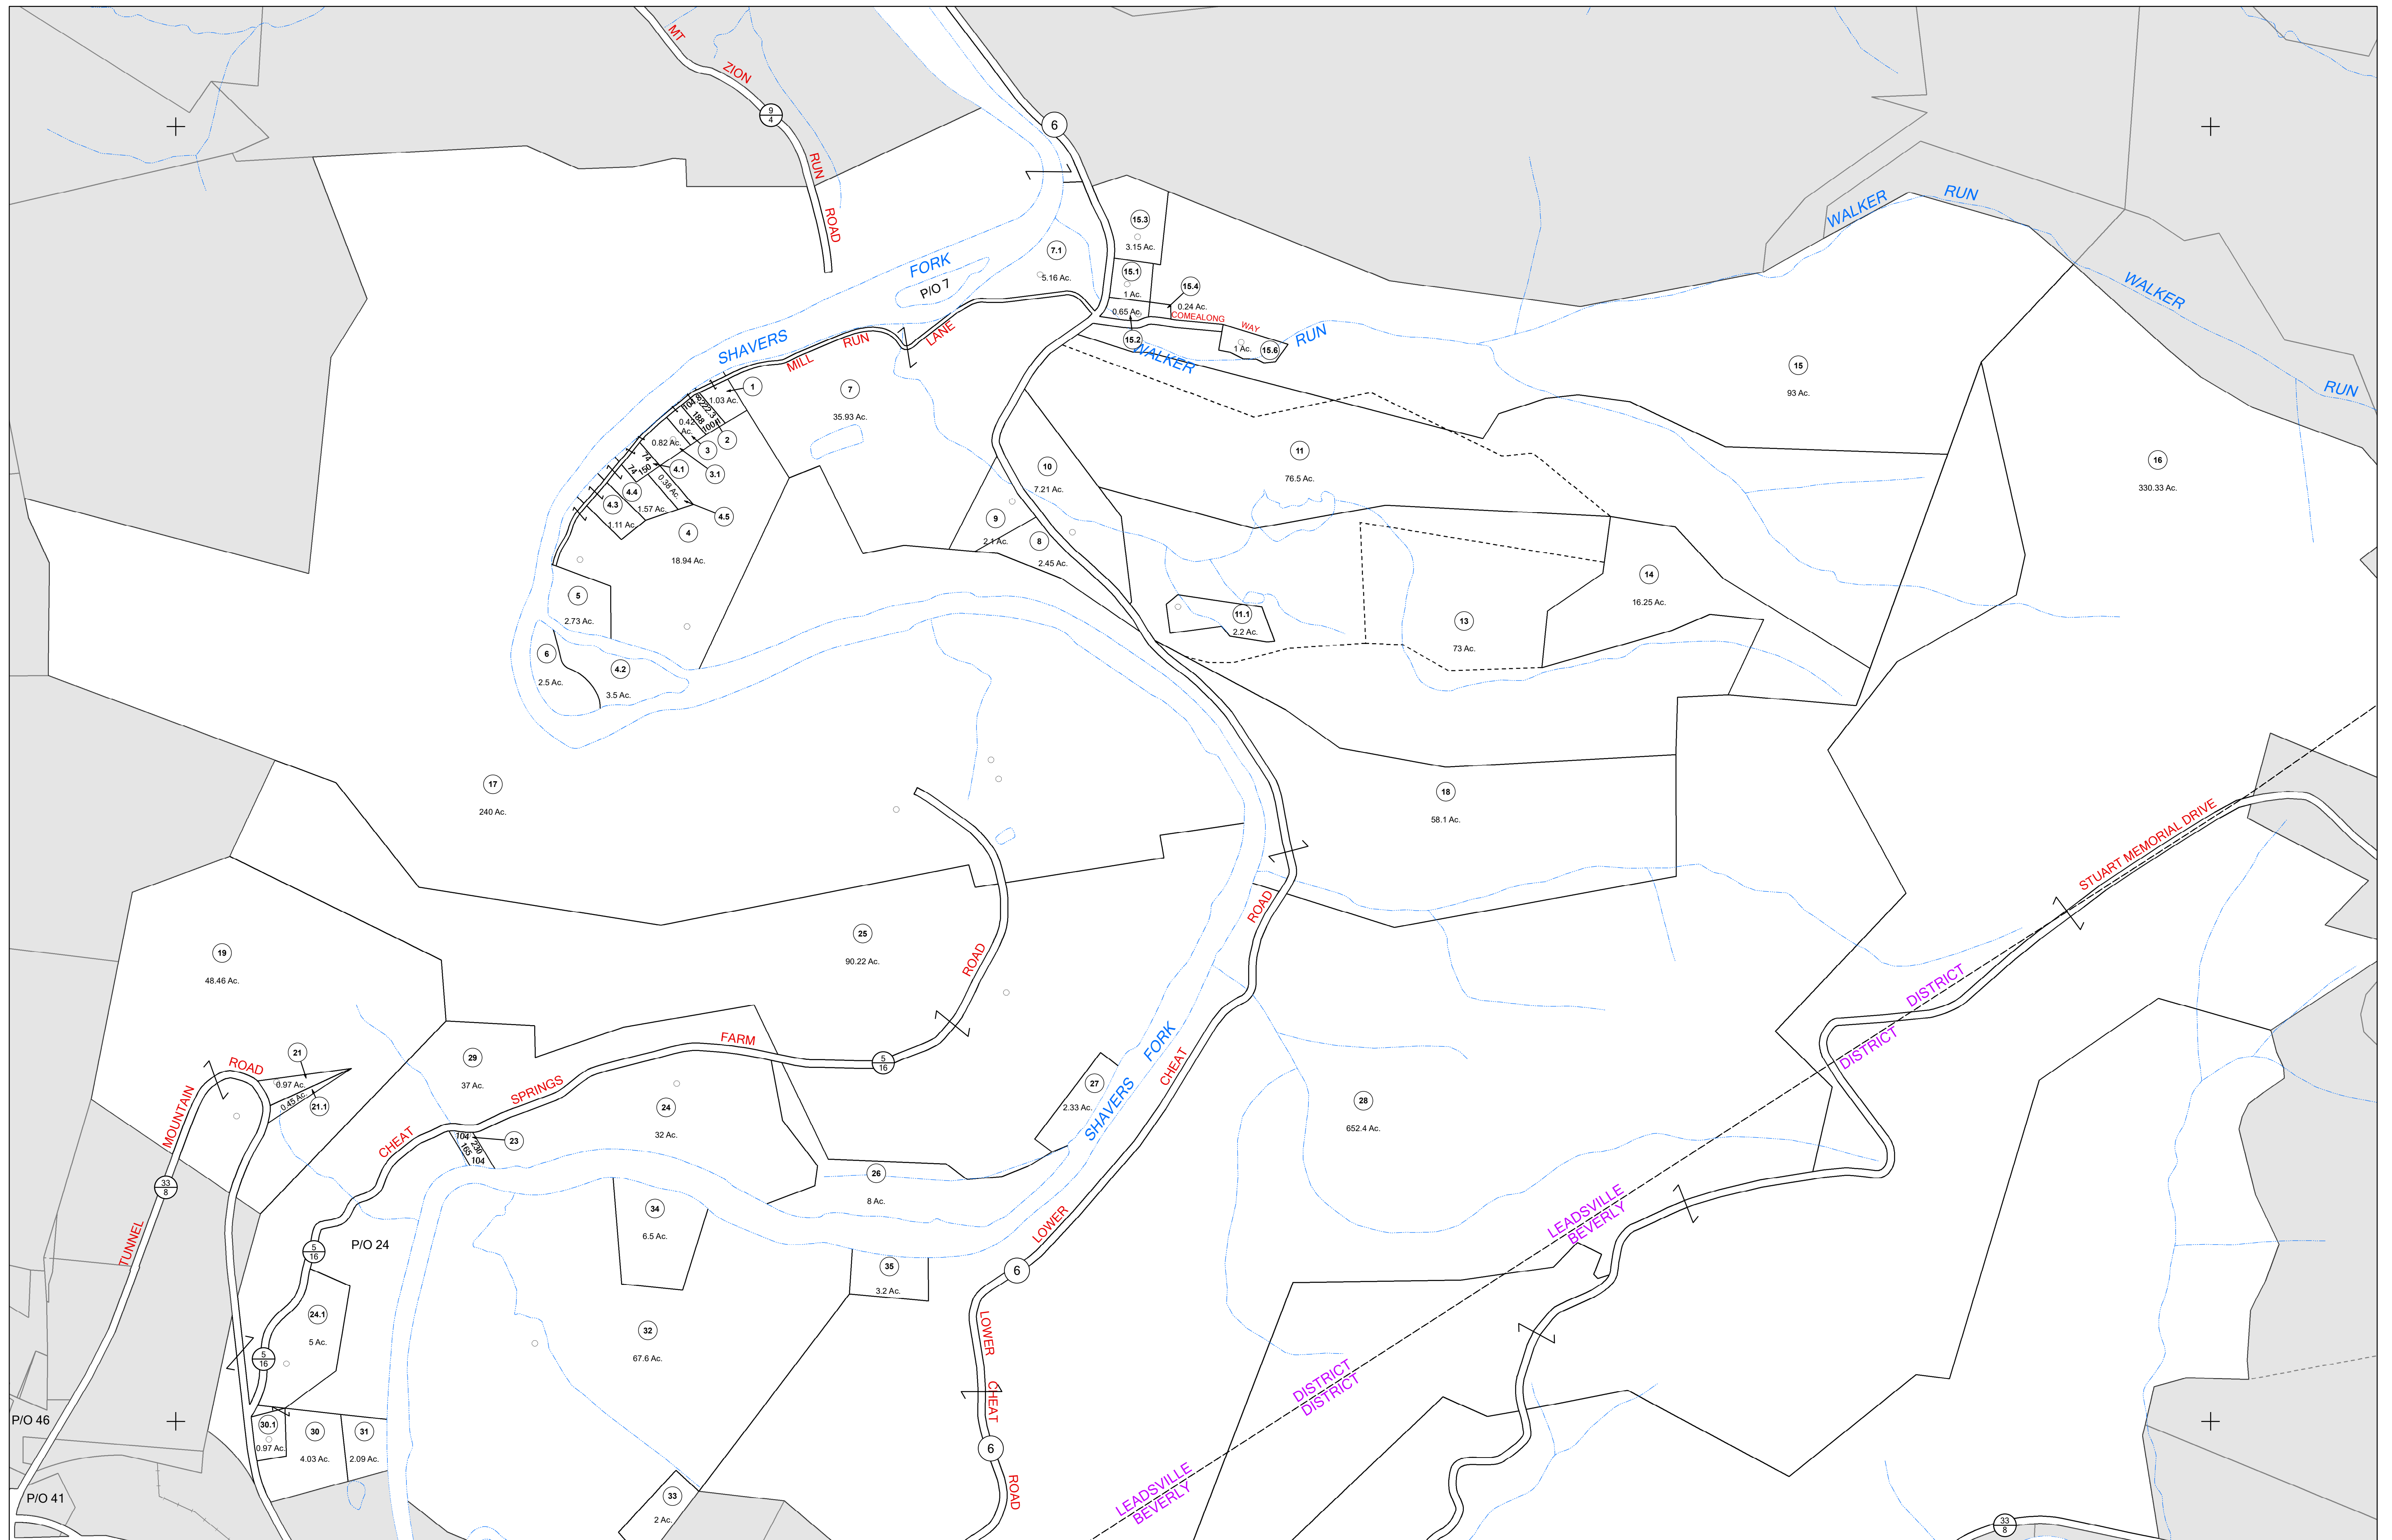 MT
ZION
9
4
RUN
ROAD
6
WALKER
RUN
WALKER
RUN
15.3
3.15 Ac.
7.1
5.16 Ac.
15.1
1 Ac.
15.4
0.24 Ac.
0.65 Ac.
COMEALONG
WAY
15.2
1 Ac.
15.6
WALKER
RUN
FORK
P/O 7
SHAVERS
MILL
RUN
LANE
15
93 Ac.
1
1.03 Ac.
7
35.93 Ac.
104
222.3
188
100
0.42
Ac.
2
0.82 Ac.
3
3.1
74
74
150
4.1
0.38 Ac.
4.4
4.3
1.57 Ac.
4.5
1.11 Ac.
4
18.94 Ac.
10
7.21 Ac.
11
76.5 Ac.
16
330.33 Ac.
9
2.1 Ac.
8
2.45 Ac.
5
2.73 Ac.
11.1
2.2 Ac.
13
73 Ac.
14
16.25 Ac.
6
2.5 Ac.
4.2
3.5 Ac.
17
240 Ac.
18
58.1 Ac.
STUART MEMORIAL DRIVE
ROAD
19
48.46 Ac.
25
90.22 Ac.
ROAD
DISTRICT
DISTRICT
21
ROAD
0.97 Ac.
0.45 Ac.
21.1
MOUNTAIN
29
37 Ac.
FARM
5
16
SPRINGS
CHEAT
24
32 Ac.
104
230
165
104
23
27
2.33 Ac.
SHAVERS
FORK
CHEAT
28
652.4 Ac.
33
8
TUNNEL
26
8 Ac.
34
6.5 Ac.
LOWER
LEADSVILLE
BEVERLY
5
16
P/O 24
35
3.2 Ac.
6
24.1
5 Ac.
32
67.6 Ac.
LOWER
5
16
CHEAT
DISTRICT
DISTRICT
P/O 46
30.1
0.97 Ac.
30
4.03 Ac.
31
2.09 Ac.
6
P/O 41
33
2 Ac.
ROAD
LEADSVILLE
BEVERLY
33
8